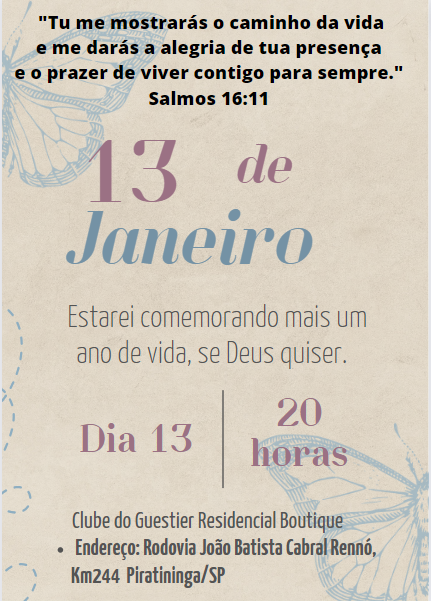 "Tu me mostrarás o caminho da vida
e me darás a alegria de tua presença
e o prazer de viver contigo para sempre."
Salmos 16:11
13 de
Janeiro
Estarei comemorando mais um
ano de vida, se Deus quiser.
Dia 13
20
horas
Clube do Guestier Residencial Boutique
• Endereço: Rodovia João Batista Cabral Rennó,
Km244 Piratininga/SP